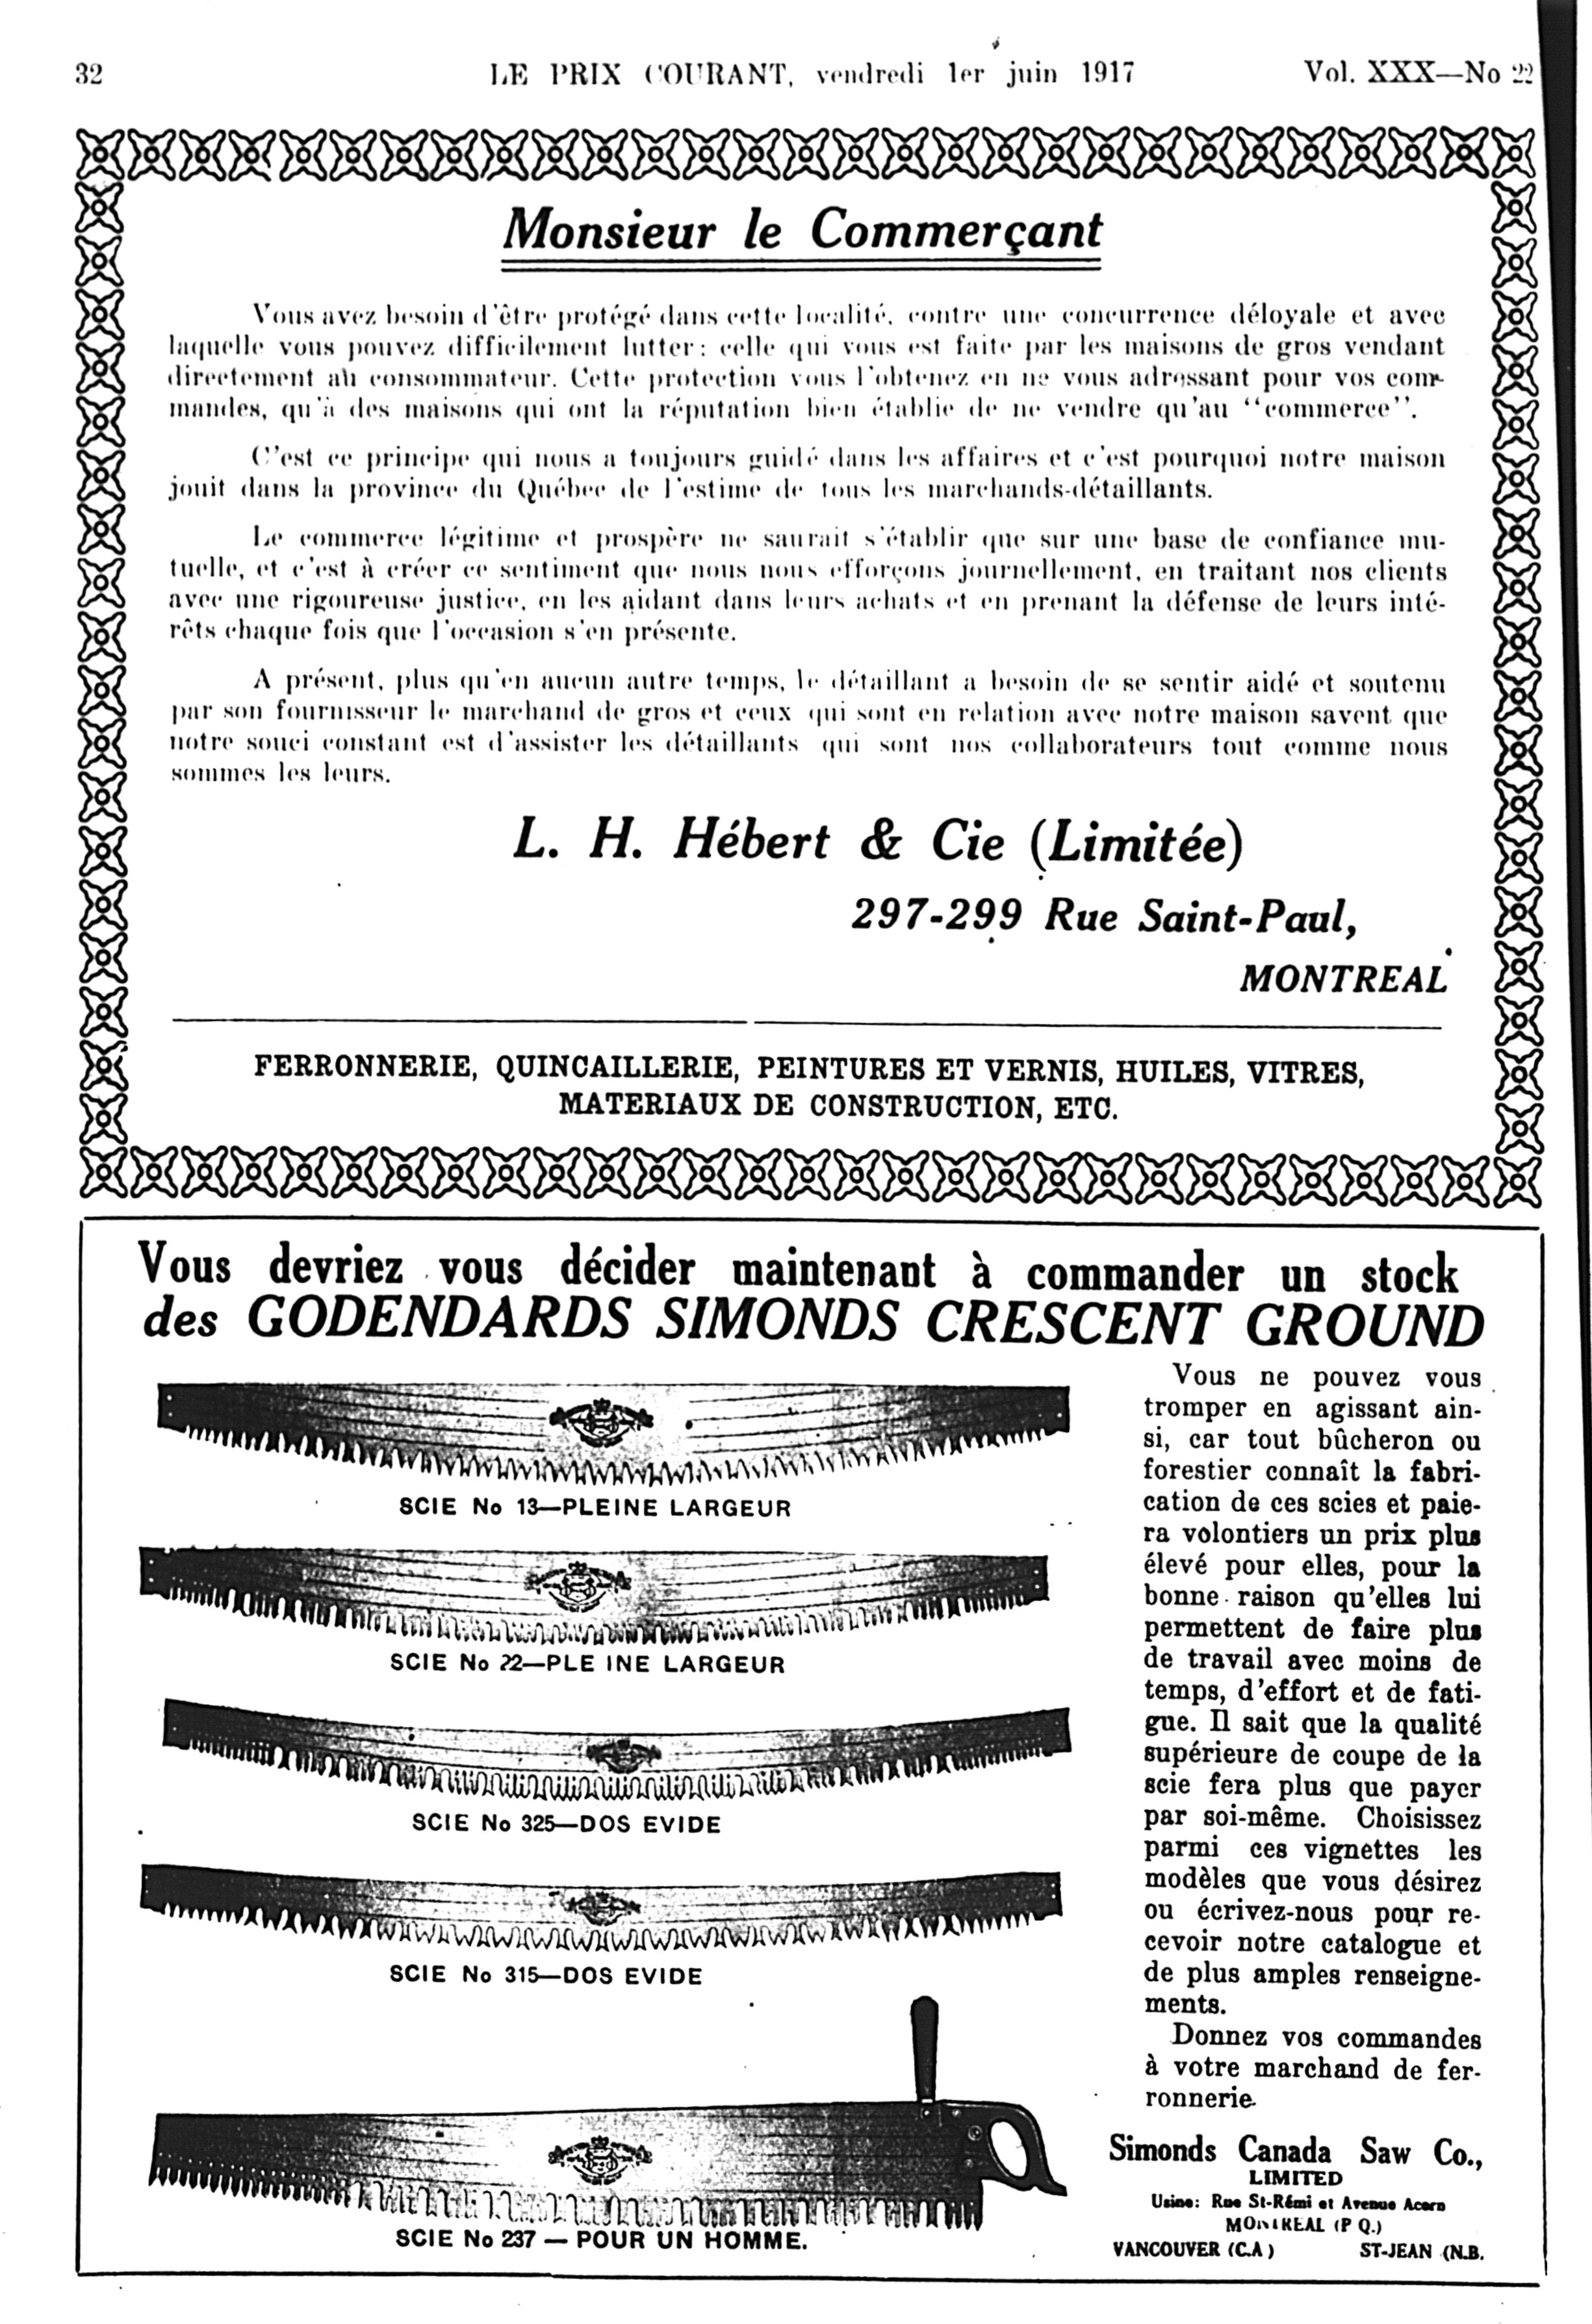 32
LE PRIX COURANT, vendredi 1er juin 1917
Vol. XXX—No 22
Monsieur le Commerçant
Vous avez besoin d'être protégé dans cette localité, contre une concurrence déloyale et avec
laquelle vous pouvez difficilement lutter: celle qui vous est faite par les maisons de gros vendant
directement au consommateur. Cette protection vous l'obtenez en ne vous adressant pour vos com-
mandes, qu'à des maisons qui ont la réputation bien établie de ne vendre qu'au "commerce".
C'est ce principe qui nous a toujours guidé dans les affaires et c'est pourquoi notre maison
jouit dans la province du Québec de l'estime de tous les marchands-détaillants.
Le commerce légitime et prospère ne saurait s'établir que sur une base de confiance mu-
tuelle, et c'est à créer ce sentiment que nous nous efforçons journellement, en traitant nos clients
avec une rigoureuse justice, en les aidant dans leurs achats et en prenant la défense de leurs inté-
rêts chaque fois que l'occasion s'en présente.
A présent, plus qu'en aucun autre temps, le détaillant a besoin de se sentir aidé et soutenu
par son fournisseur le marchand de gros et ceux qui sont en relation avec notre maison savent que
notre souci constant est d'assister les détaillants qui sont nos collaborateurs tout comme nous
sommes les leurs.
L. H. Hébert & Cie (Limitée)
297-299 Rue Saint-Paul,
MONTREAL
FERRONNERIE, QUINCAILLERIE, PEINTURES ET VERNIS, HUILES, VITRES,
MATERIAUX DE CONSTRUCTION, ETC.
Vous devriez vous décider maintenant à commander un stock
des GODENDARDS SIMONDS CRESCENT GROUND
SCIE No 13—PLEINE LARGEUR
SCIE No 22—PLE INE LARGEUR
SCIE No 325—DOS EVIDE
SCIE No 315—DOS EVIDE
SCIE No 237 — POUR UN HOMME.
Vous ne pouvez vous
tromper en agissant ain-
si, car tout bûcheron ou
forestier connaît la fabri-
cation de ces scies et paie-
ra volontiers un prix plus
élevé pour elles, pour la
bonne raison qu'elles lui
permettent de faire plus
de travail avec moins de
temps, d'effort et de fati-
gue. Il sait que la qualité
supérieure de coupe de la
scie fera plus que payer
par soi-même. Choisissez
parmi ces vignettes les
modèles que vous désirez
ou écrivez-nous pour re-
cevoir notre catalogue et
de plus amples renseigne-
ments.
Donnez vos commandes
à votre marchand de fer-
ronnerie.
Simonds Canada Saw Co.,
LIMITED
Usine: Rue St-Rémi et Avenue Acorn
MONTREAL (P Q.)
VANCOUVER (C.A) ST-JEAN (N.B.